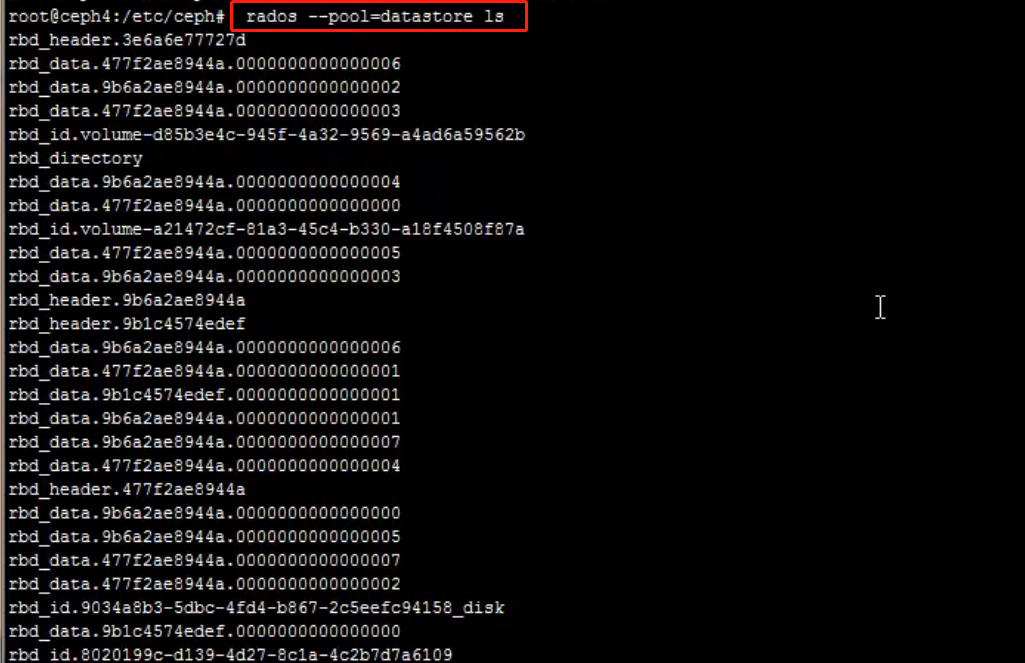 root@ceph4:/etc/ceph# rados --pool=datastore ls
rbd_header.3e6a6e77727d
rbd_data.477f2ae8944a.0000000000000006
rbd_data.9b6a2ae8944a.0000000000000002
rbd_data.477f2ae8944a.0000000000000003
rbd_id.volume-d85b3e4c-945f-4a32-9569-a4ad6a59562b
rbd_directory
rbd_data.9b6a2ae8944a.0000000000000004
rbd_data.477f2ae8944a.0000000000000000
rbd_id.volume-a21472cf-81a3-45c4-b330-a18f4508f87a
rbd_data.477f2ae8944a.0000000000000005
rbd_data.9b6a2ae8944a.0000000000000003
rbd_header.9b6a2ae8944a
rbd_header.9b1c4574edef
rbd_data.9b6a2ae8944a.0000000000000006
rbd_data.477f2ae8944a.0000000000000001
rbd_data.9b1c4574edef.0000000000000001
rbd_data.9b6a2ae8944a.0000000000000001
rbd_data.9b6a2ae8944a.0000000000000007
rbd_data.477f2ae8944a.0000000000000004
rbd_header.477f2ae8944a
rbd_data.9b6a2ae8944a.0000000000000000
rbd_data.9b6a2ae8944a.0000000000000005
rbd_data.477f2ae8944a.0000000000000007
rbd_data.477f2ae8944a.0000000000000002
rbd_id.9034a8b3-5dbc-4fd4-b867-2c5eefc94158_disk
rbd_data.9b1c4574edef.0000000000000000
rbd_id.8020199c-d139-4d27-8c1a-4c2b7d7a6109